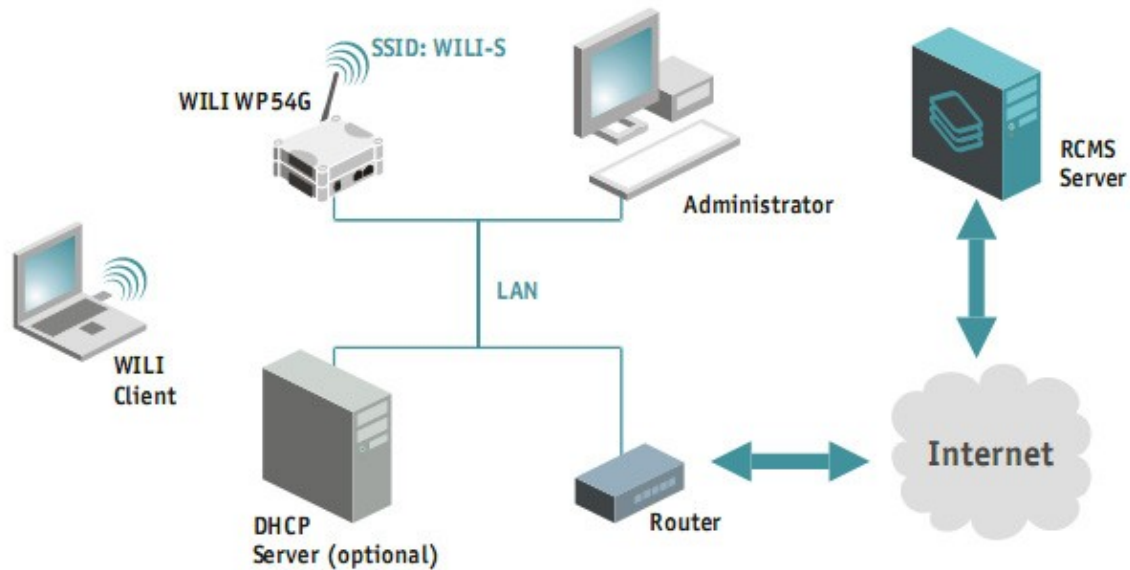 SSID: WILI-S
WILI WP54G
Administrator
RCMS
Server
LAN
WILI
Client
Internet
DHCP
Server (optional)
Router